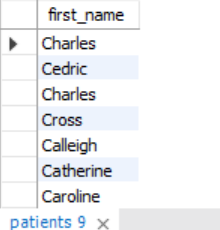 first_name
Charles
Cedric
Charles
Cross
Calleigh
Catherine
Caroline
patients 9